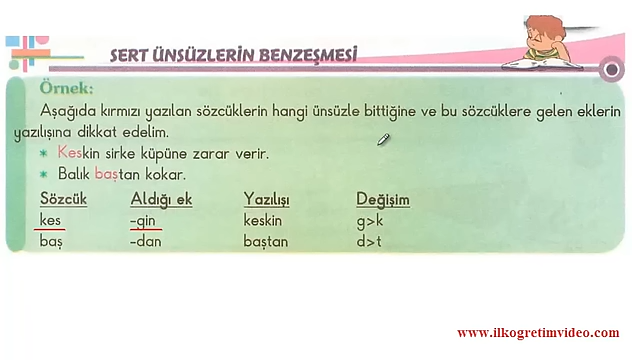 SERT ÜNSÜZLERİN BENZEŞMESİ
Örnek:
Aşağıda kırmızı yazılan sözcüklerin hangi ünsüzle bittiğine ve bu sözcüklere gelen eklerin
yazılışına dikkat edelim.
* Keskin sirke küpüne zarar verir.
* Balık baştan kokar.
Sözcük Aldığı ek Yazılışı Değişim
kes -gin keskin g>k
baş -dan baştan d>t
www.ilkogretimvideo.com